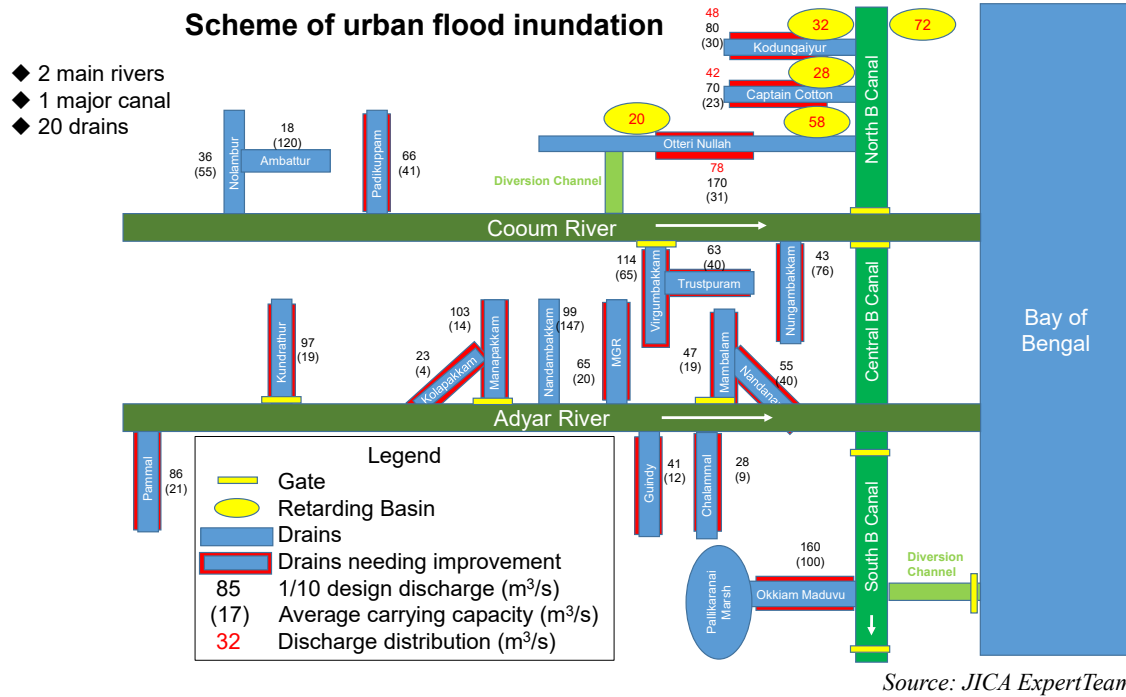 Scheme of urban flood inundation
◆ 2 main rivers
◆ 1 major canal
◆ 20 drains
48
80
(30)
Kodungaiyur
32
72
42
70
(23)
Captain Cotton
28
20
58
Otteri Nullah
78
170
(31)
North B Canal
Nolambur
36
(55)
18
(120)
Ambattur
Padikuppam
66
(41)
Diversion Channel
Cooum River
114
(65)
Virgumbakkam
63
(40)
Trustpuram
Nungambakkam
43
(76)
Central B Canal
Bay of
Bengal
Kundrathur
97
(19)
23
(4)
Kolapakkam
103
(14)
Manapakkam
Nandambakkam
99
(147)
65
(20)
MGR
47
(19)
Mambalam
55
(40)
Adyar River
Pammal
86
(21)
Guindy
41
(12)
Chalammal
28
(9)
South B Canal
Pallikaranai
Marsh
160
(100)
Okkiam Maduvu
Diversion
Channel
Legend
Gate
Retarding Basin
Drains
Drains needing improvement
85 1/10 design discharge (m³/s)
(17) Average carrying capacity (m³/s)
32 Discharge distribution (m³/s)
Source: JICA ExpertTeam